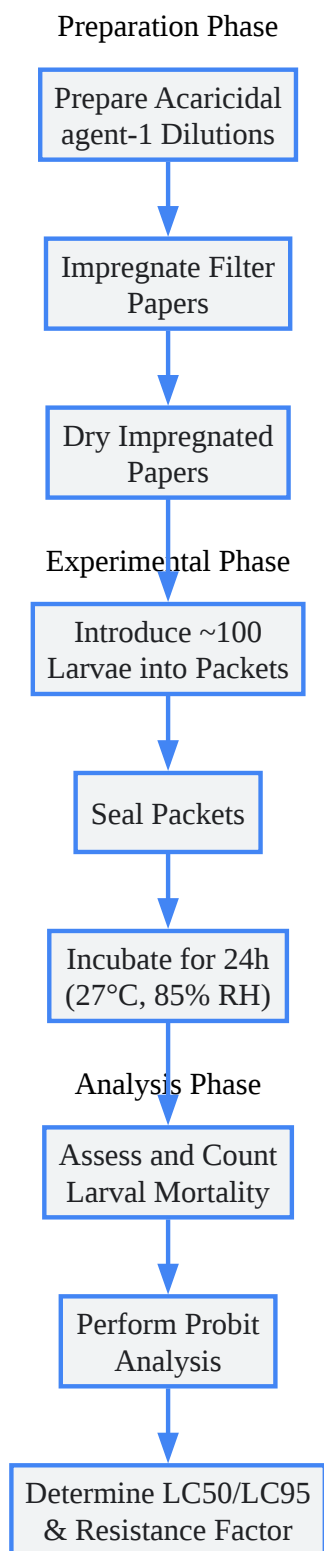 Preparation Phase
Prepare Acaricidal
agent-1 Dilutions
Impregnate Filter
Papers
Dry Impregnated
Papers
Experimental Phase
Introduce ~100
Larvae into Packets
Seal Packets
Incubate for 24h
(27°C, 85% RH)
Analysis Phase
Assess and Count
Larval Mortality
Perform Probit
Analysis
Determine LC50/LC95
& Resistance Factor